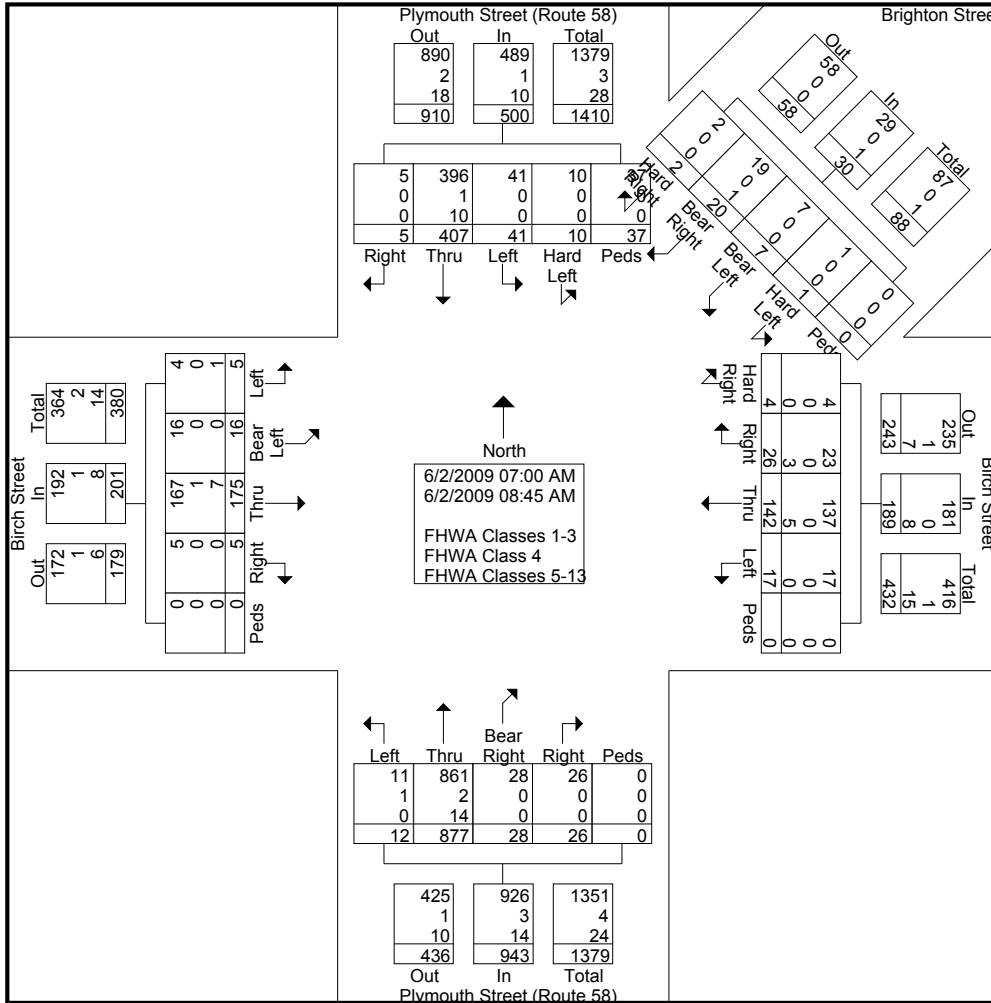 Plymouth Street (Route 58)
Out In Total
890 489 1379
2 1 3
18 10 28
910 500 1410
5 396 41 10
0 1 0 0
0 10 0 0 0
5 407 41 10 37
Right Thru Left Hard Left Peds
Brighton Stree
Out In Total
58 29 87
0 0 0
0 1 1
58 30 88
2 19 7 1 0
0 0 0 0 0
0 1 0 0 0
2 20 7 1 0
Hard Right Bear Right Bear Left Hard Left Peds
Birch Street
Total In Out
364 192 172
2 1 1
14 8 6
380 201 179
4 0 1 5 Left
16 0 0 16 Bear Left
167 1 7 175 Thru
5 0 0 5 Right
0 0 0 0 Peds
North
6/2/2009 07:00 AM
6/2/2009 08:45 AM
FHWA Classes 1-3
FHWA Class 4
FHWA Classes 5-13
Hard Right 4 0 0 4
Right 26 3 0 23
Thru 142 5 0 137
Left 17 0 0 17
Peds 0 0 0 0
Out In Total
235 181 416
1 0 1
7 8 15
243 189 432
Birch Street
Left Thru Bear Right Right Peds
11 861 28 26 0
1 2 0 0 0
0 14 0 0 0
12 877 28 26 0
425 926 1351
1 3 4
10 14 24
436 943 1379
Out In Total
Plymouth Street (Route 58)